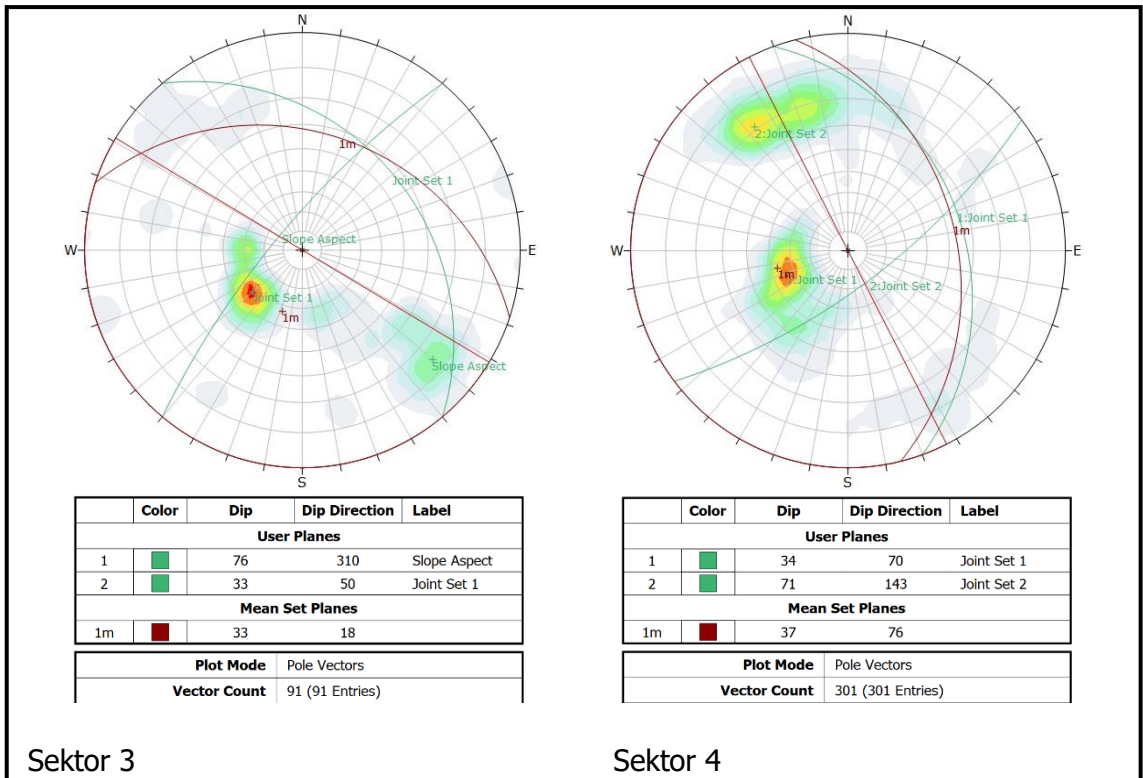 N
1m
Joint Set 1
Slope Aspect
W
E
Joint Set 1
1m
Slope Aspect
S
Color Dip Dip Direction Label
User Planes
1 76 310 Slope Aspect
2 33 50 Joint Set 1
Mean Set Planes
1m 33 18
Plot Mode Pole Vectors
Vector Count 91 (91 Entries)
Sektor 3
N
2:Joint Set 2
1:Joint Set 1
1m
W
E
1m
1:Joint Set 1
2:Joint Set 2
S
Color Dip Dip Direction Label
User Planes
1 34 70 Joint Set 1
2 71 143 Joint Set 2
Mean Set Planes
1m 37 76
Plot Mode Pole Vectors
Vector Count 301 (301 Entries)
Sektor 4